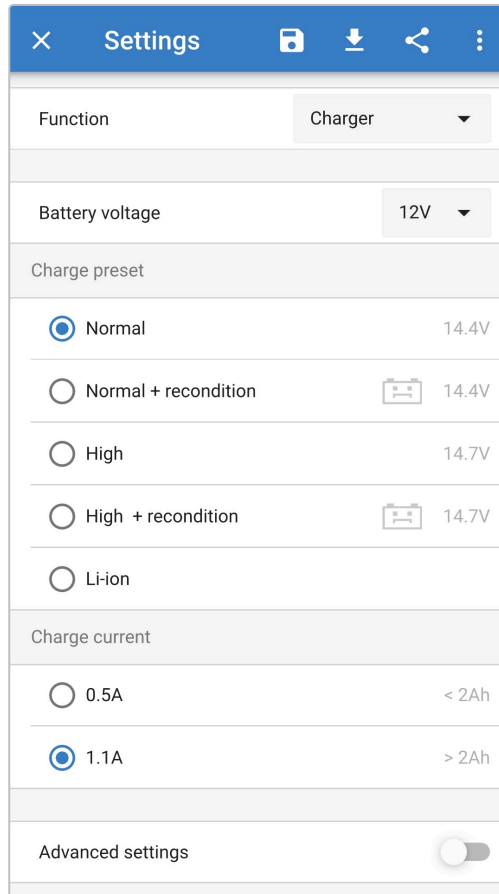 Settings
Function Charger
Battery voltage 12V
Charge preset
Normal 14.4V
Normal + recondition 14.4V
High 14.7V
High + recondition 14.7V
Li-ion
Charge current
0.5A < 2Ah
1.1A > 2Ah
Advanced settings